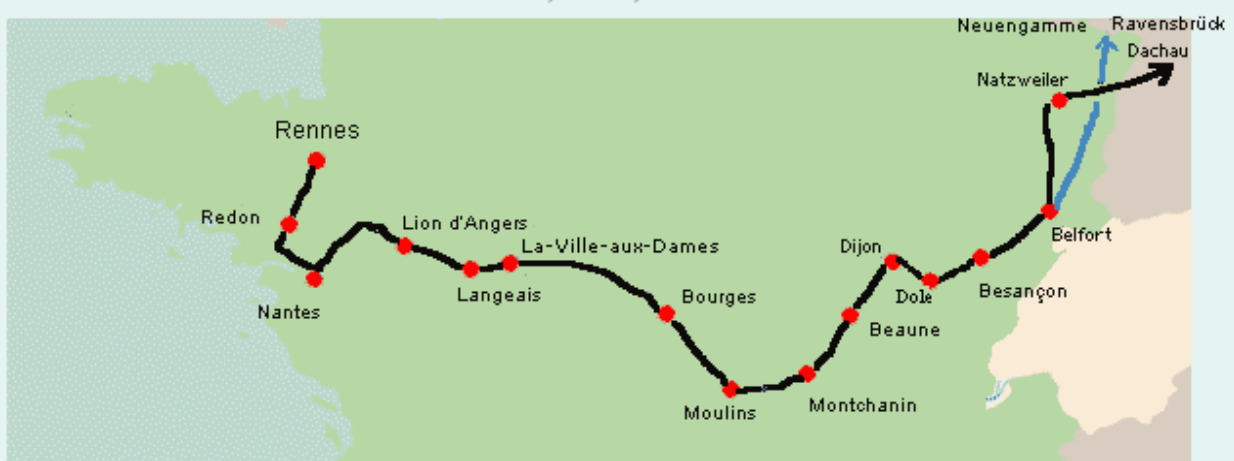 Neuengamme
Ravensbrück
Dachau
Natzweiler
Rennes
Redon
Lion d'Angers
La-Ville-aux-Dames
Dijon
Belfort
Langeais
Bourges
Dole
Besançon
Nantes
Beaune
Moulins
Montchanin